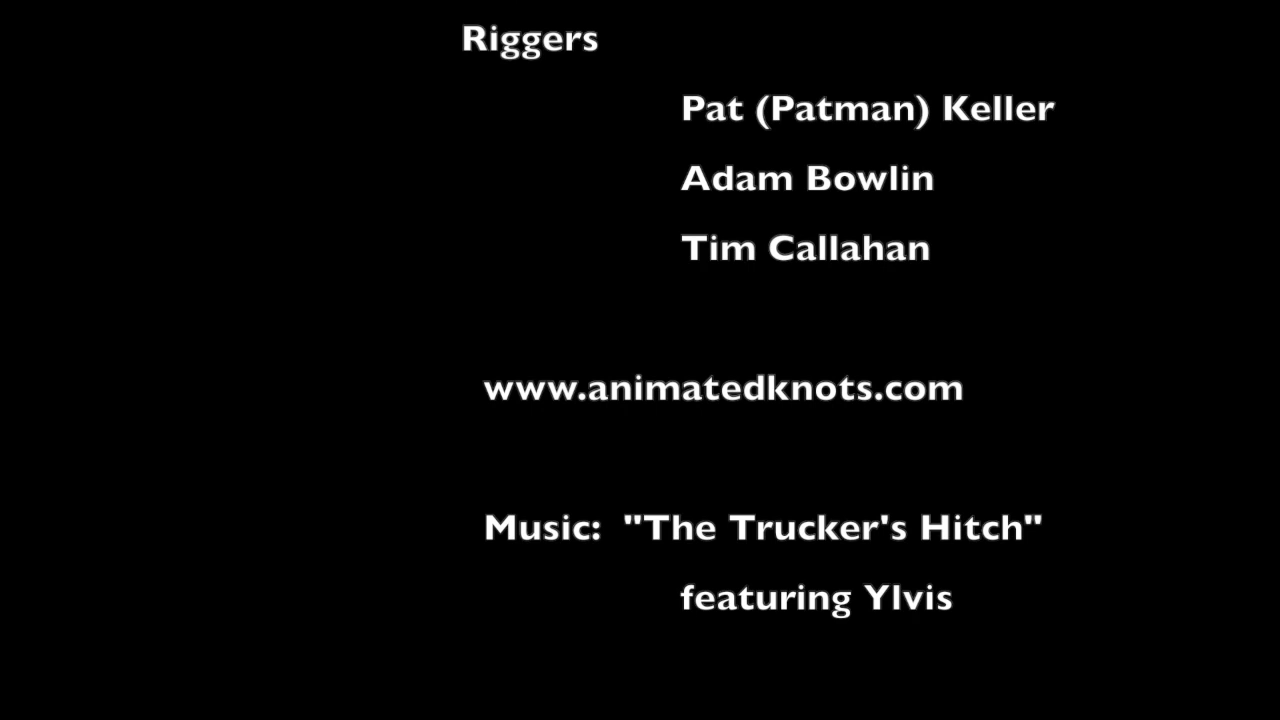 Riggers
Pat (Patman) Keller
Adam Bowlin
Tim Callahan
www.animatedknots.com
Music:  "The Trucker's Hitch"
featuring Ylvis